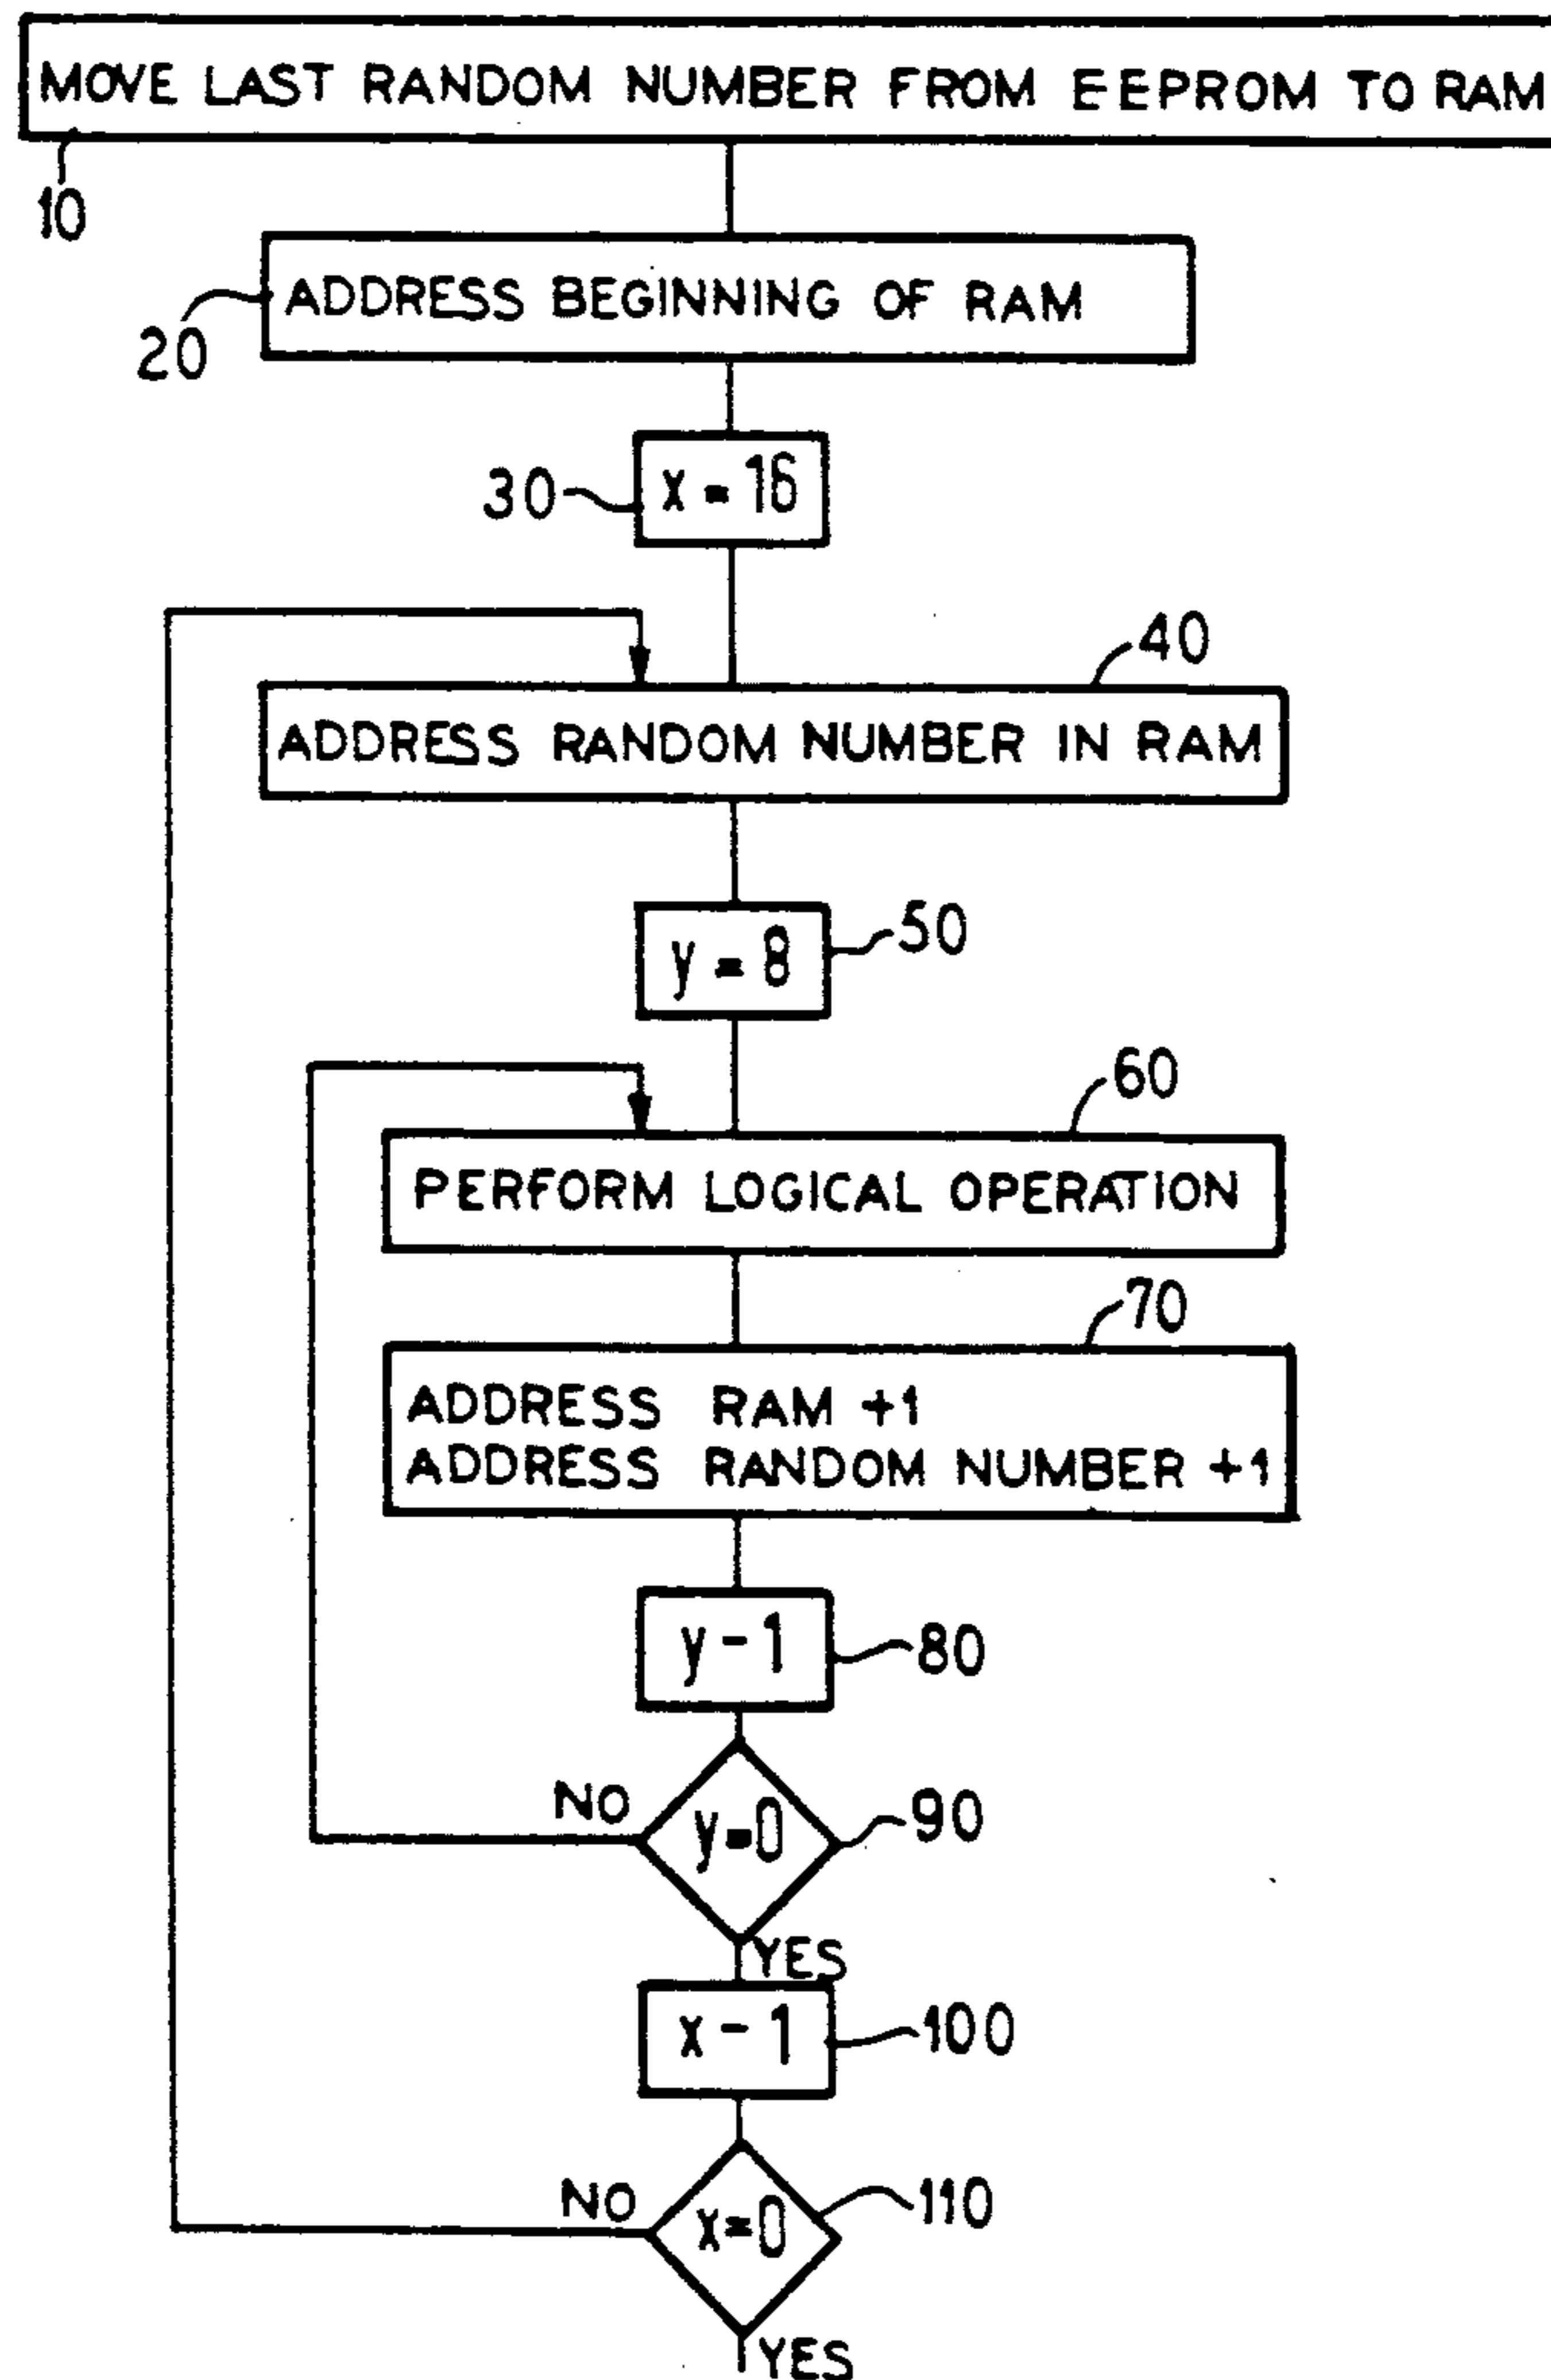 MOVE LAST RANDOM NUMBER FROM EEPROM TO RAM
10
ADDRESS BEGINNING OF RAM
20
30
x = 16
40
ADDRESS RANDOM NUMBER IN RAM
y = 8
50
60
PERFORM LOGICAL OPERATION
70
ADDRESS RAM +1
ADDRESS RANDOM NUMBER +1
y - 1
80
NO
y=0
90
YES
x - 1
100
NO
x=0
110
YES